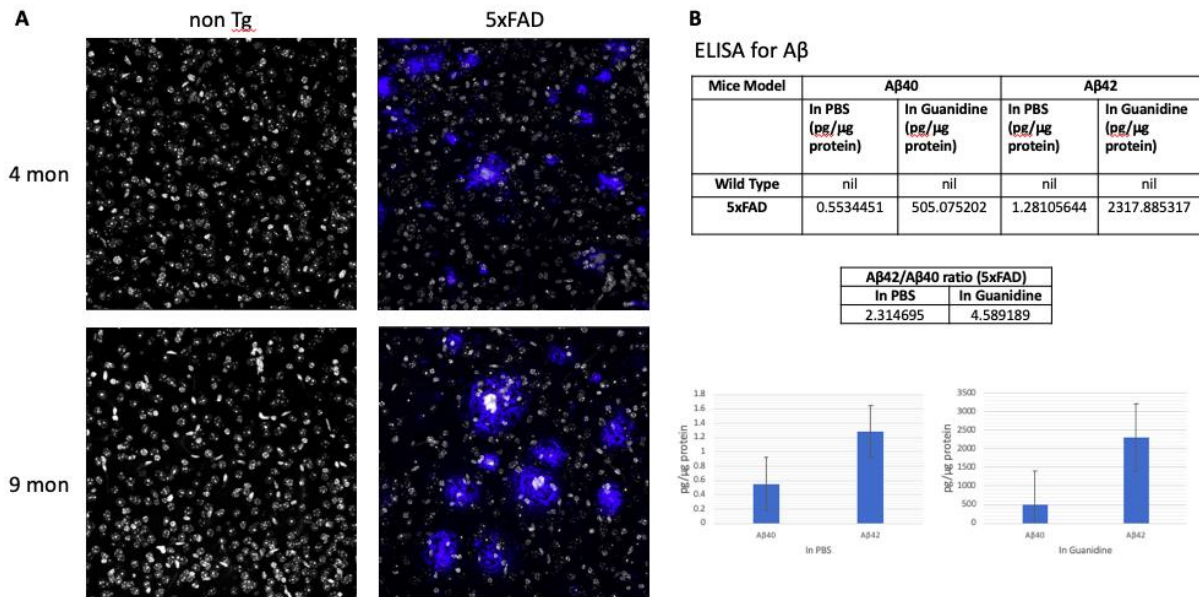 A
non Tg
5xFAD
4 mon
9 mon
B
ELISA for Aβ
Mice Model Aβ40 Aβ42
In PBS (pg/μg protein) In Guanidine (pg/μg protein) In PBS (pg/μg protein) In Guanidine (pg/μg protein)
Wild Type nil nil nil nil
5xFAD 0.5534451 505.075202 1.28105644 2317.885317
Aβ42/Aβ40 ratio (5xFAD)
In PBS In Guanidine
2.314695 4.589189
pg/μg protein
1.8
1.6
1.4
1.2
1
0.8
0.6
0.4
0.2
0
Aβ40 Aβ42
In PBS
pg/μg protein
3500
3000
2500
2000
1500
1000
500
0
Aβ40 Aβ42
In Guanidine